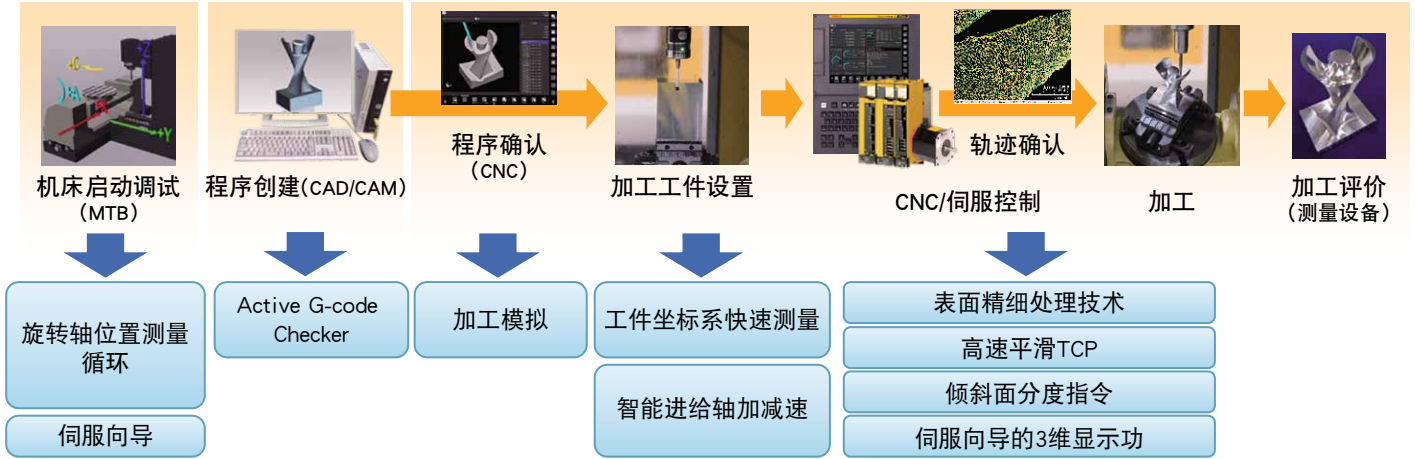 +C
+Z
+A
+Y
机床启动调试
（MTB）
程序创建(CAD/CAM)
程序确认
（CNC）
加工工件设置
轨迹确认
CNC/伺服控制
加工
加工评价
（测量设备）
旋转轴位置测量
循环
伺服向导
Active G-code
Checker
加工模拟
工件坐标系快速测量
智能进给轴加减速
表面精细处理技术
高速平滑TCP
倾斜面分度指令
伺服向导的3维显示功